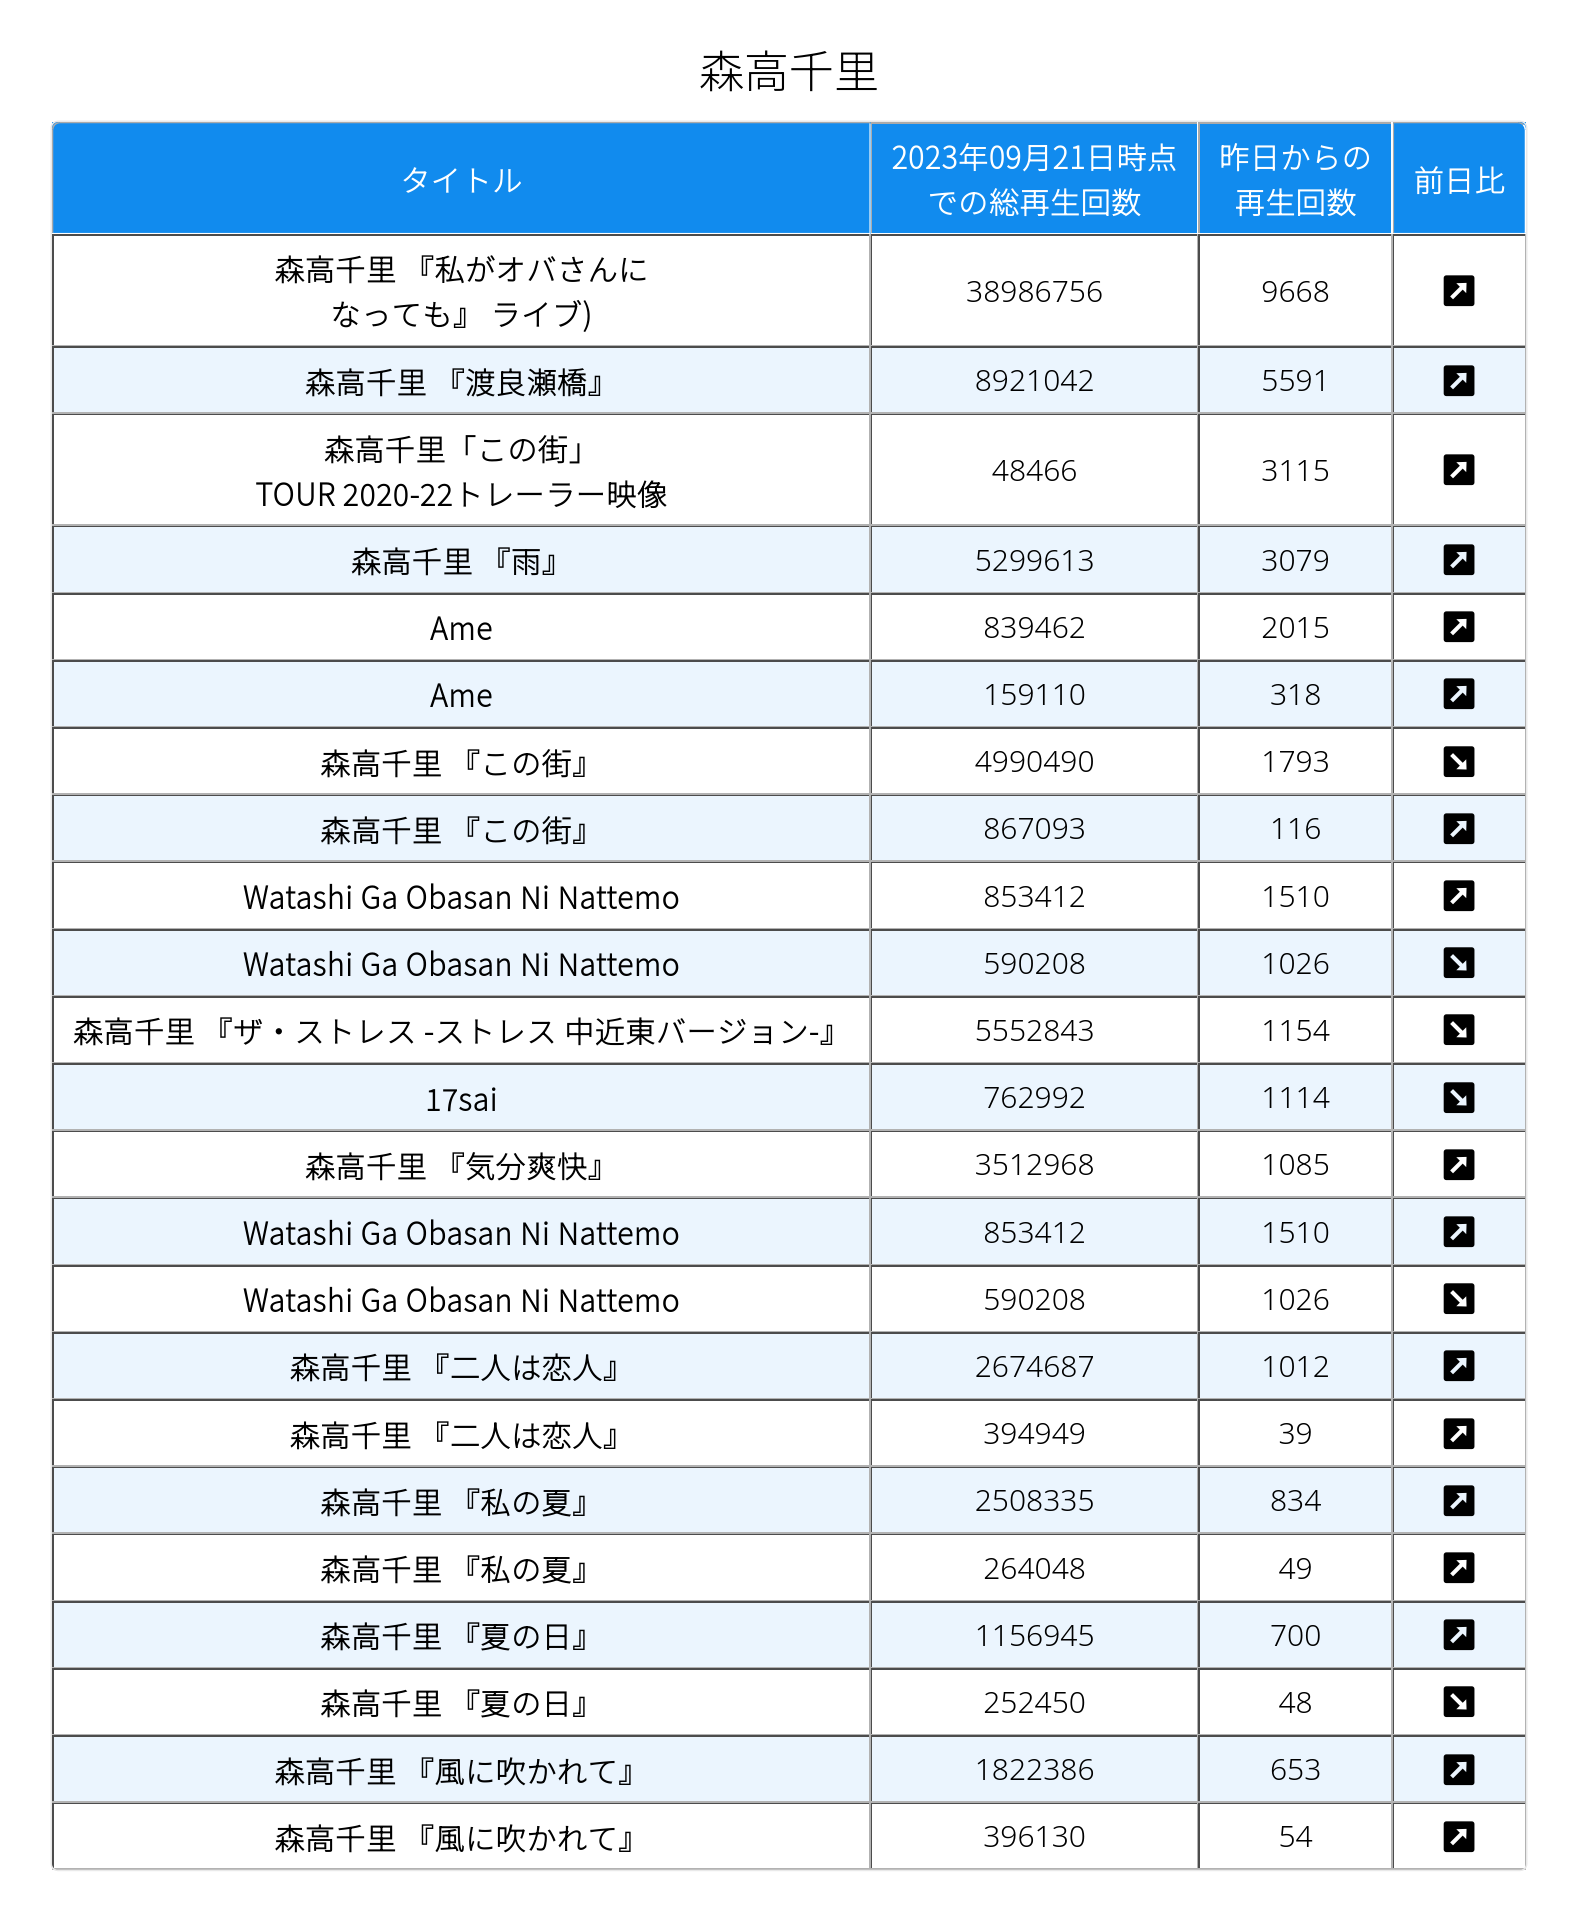 森高千里
タイトル
2023年09月21日時点
での総再生回数
昨日からの
再生回数
前日比
森高千里 『私がオバさんに
なっても』 ライブ)
38986756
9668
森高千里 『渡良瀬橋』
8921042
5591
森高千里「この街」
TOUR 2020-22トレーラー映像
48466
3115
森高千里 『雨』
5299613
3079
Ame
839462
2015
Ame
159110
318
森高千里 『この街』
4990490
1793
森高千里 『この街』
867093
116
Watashi Ga Obasan Ni Nattemo
853412
1510
Watashi Ga Obasan Ni Nattemo
590208
1026
森高千里 『ザ・ストレス -ストレス 中近東バージョン-』
5552843
1154
17sai
762992
1114
森高千里 『気分爽快』
3512968
1085
Watashi Ga Obasan Ni Nattemo
853412
1510
Watashi Ga Obasan Ni Nattemo
590208
1026
森高千里 『二人は恋人』
2674687
1012
森高千里 『二人は恋人』
394949
39
森高千里 『私の夏』
2508335
834
森高千里 『私の夏』
264048
49
森高千里 『夏の日』
1156945
700
森高千里 『夏の日』
252450
48
森高千里 『風に吹かれて』
1822386
653
森高千里 『風に吹かれて』
396130
54